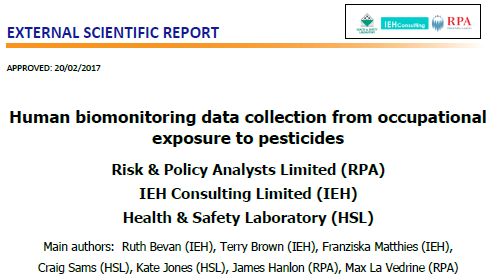 EXTERNAL SCIENTIFIC REPORT
IEHConsulting
RPA
APPROVED: 20/02/2017
Human biomonitoring data collection from occupational
exposure to pesticides
Risk & Policy Analysts Limited (RPA)
IEH Consulting Limited (IEH)
Health & Safety Laboratory (HSL)
Main authors:  Ruth Bevan (IEH), Terry Brown (IEH), Franziska Matthies (IEH),
Craig Sams (HSL), Kate Jones (HSL), James Hanlon (RPA), Max La Vedrine (RPA)